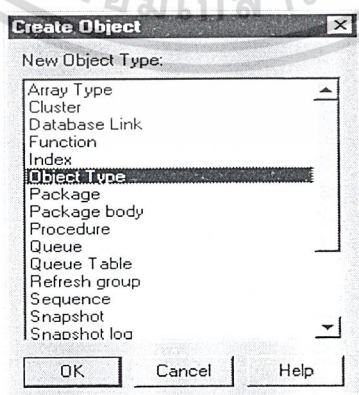 Create Object
New Object Type:
Array Type
Cluster
Database Link
Function
Index
Object Type
Package
Package body
Procedure
Queue
Queue Table
Refresh group
Sequence
Snapshot
Snapshot log
OK
Cancel
Help